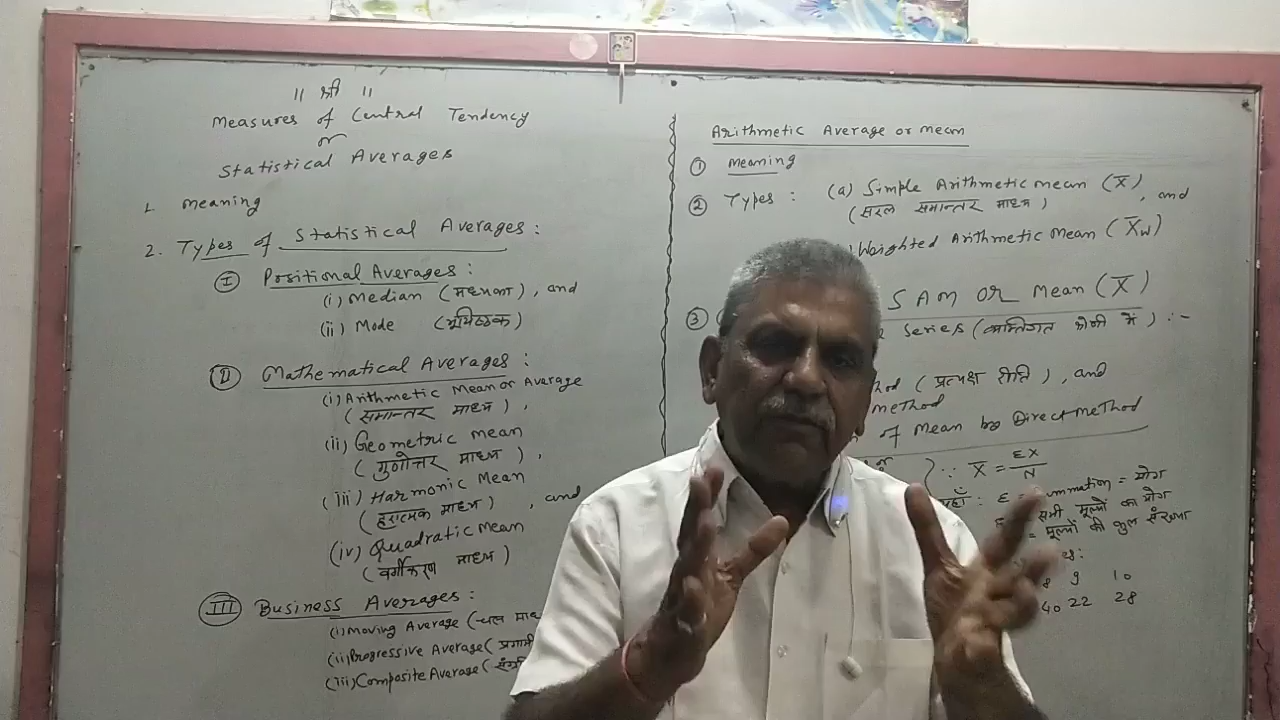 ॥ श्री ॥
Measures of Central Tendency
or
Statistical Averages
1. meaning
2. Types of Statistical Averages:
I Positional Averages:
(i) Median (मध्यका), and
(ii) Mode (भूयिष्ठक)
II Mathematical Averages:
(i) Arithmetic Mean or Average
(समान्तर माध्य),
(ii) Geometric mean
(गुणोत्तर माध्य),
(iii) Harmonic Mean
(हरात्मक माध्य), and
(iv) Quadratic mean
(वर्गीकरण माध्य)
III Business Averages:
(i) Moving Average (चल
(ii) Progressive Average (
(iii) Composite Average (
Arithmetic Average or mean
① meaning
② Types: (a) Simple Arithmetic mean (X̄), and
(सरल समान्तर माध्य)
Weighted Arithmetic Mean (X̄w)
③ SAM OR Mean (X̄)
Series (व्यक्तिगत श्रेणी में) :-
(प्रत्यक्ष रीति), and
method
of Mean by Direct Method
∵ X̄ = ΣX/N
यहाँ: Σ = = योग
सभी मूल्यों का योग
= मूल्यों की कुल संख्या
8 9 10
40 22 28